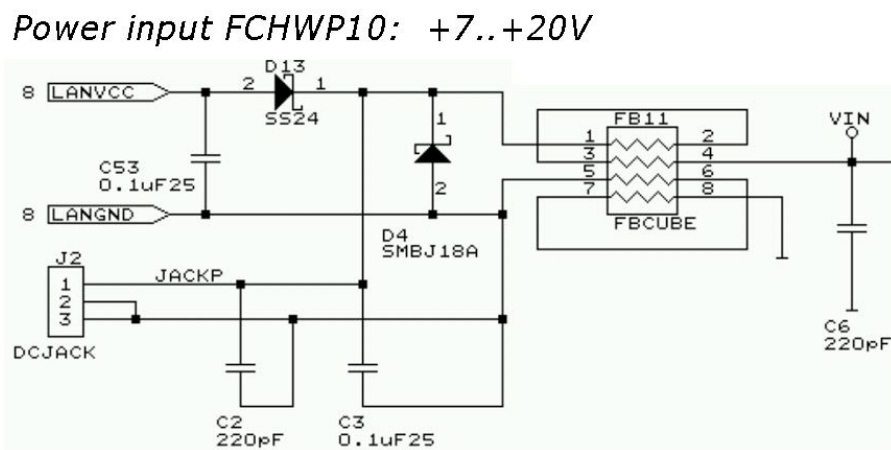 Power input FCHWP10: +7..+20V
D13
8 LANVCC 2 1
SS24
FB11
VIN
1 1 2
3 4
5 6
7 8
C53
0.1uF25
2
8 LANGND
FBCUBE
D4
SMBJ18A
J2
JACKP
1
2
3
C6
220pF
DCJACK
C2 C3
220pF 0.1uF25